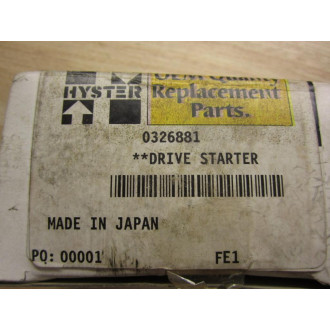 HYSTER
OEM Quality
Replacement
Parts.
0326881
**DRIVE STARTER
MADE IN JAPAN
PQ: 00001
FE1